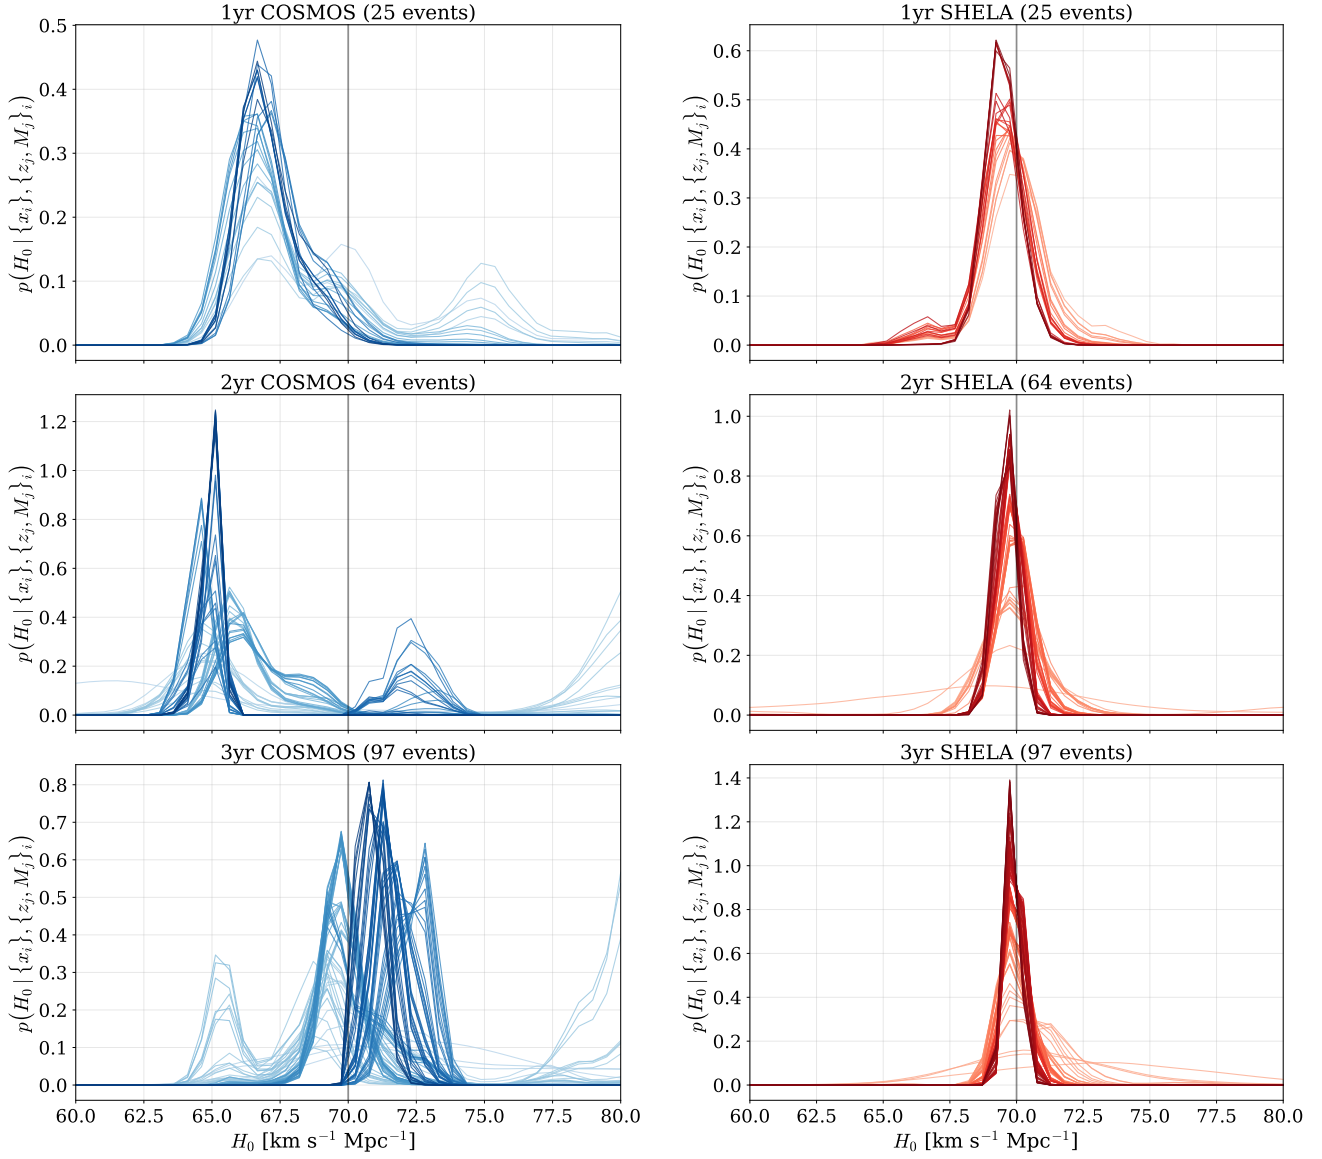 1yr COSMOS (25 events)
0.5
0.4
0.3
0.2
0.1
0.0
p(H₀ | {xᵢ}, {zⱼ, Mⱼ}ᵢ)
1yr SHELA (25 events)
0.6
0.5
0.4
0.3
0.2
0.1
0.0
p(H₀ | {xᵢ}, {zⱼ, Mⱼ}ᵢ)
2yr COSMOS (64 events)
1.2
1.0
0.8
0.6
0.4
0.2
0.0
p(H₀ | {xᵢ}, {zⱼ, Mⱼ}ᵢ)
2yr SHELA (64 events)
1.0
0.8
0.6
0.4
0.2
0.0
p(H₀ | {xᵢ}, {zⱼ, Mⱼ}ᵢ)
3yr COSMOS (97 events)
0.8
0.7
0.6
0.5
0.4
0.3
0.2
0.1
0.0
p(H₀ | {xᵢ}, {zⱼ, Mⱼ}ᵢ)
60.0 62.5 65.0 67.5 70.0 72.5 75.0 77.5 80.0
H₀ [km s⁻¹ Mpc⁻¹]
3yr SHELA (97 events)
1.4
1.2
1.0
0.8
0.6
0.4
0.2
0.0
p(H₀ | {xᵢ}, {zⱼ, Mⱼ}ᵢ)
60.0 62.5 65.0 67.5 70.0 72.5 75.0 77.5 80.0
H₀ [km s⁻¹ Mpc⁻¹]